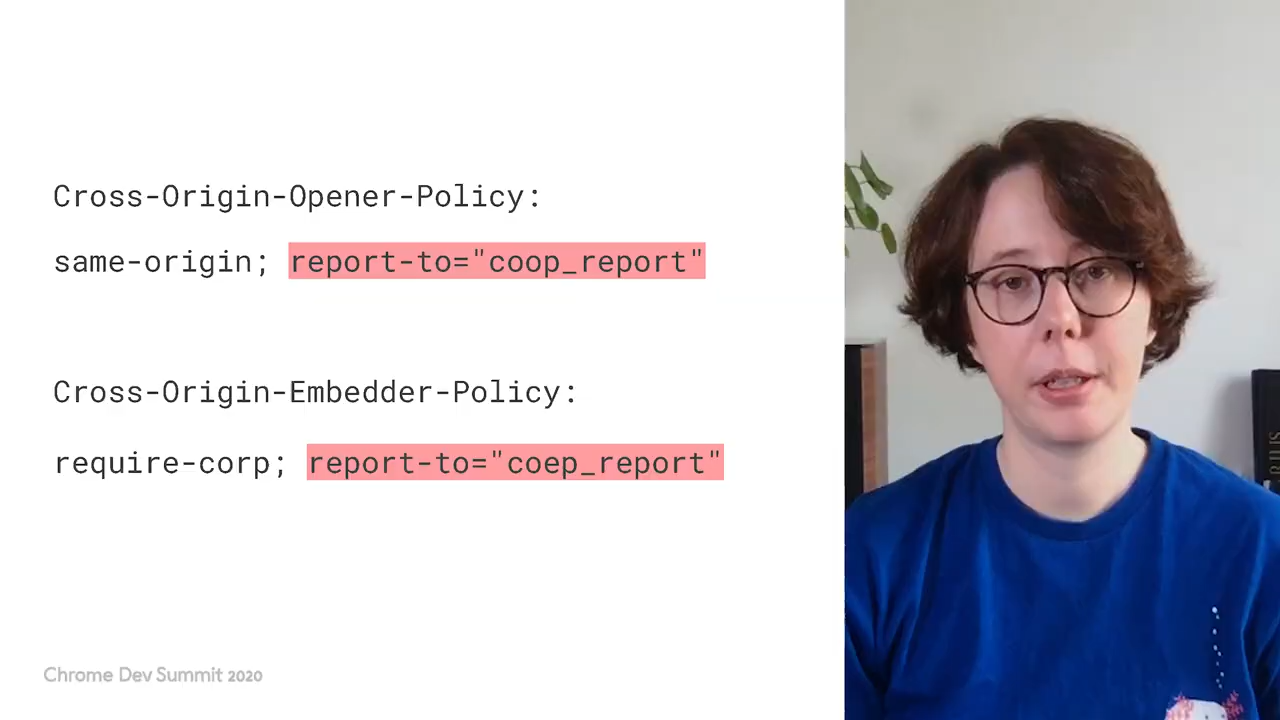 Cross-Origin-Opener-Policy:
same-origin; report-to="coop_report"
Cross-Origin-Embedder-Policy:
require-corp; report-to="coep_report"
Chrome Dev Summit 2020